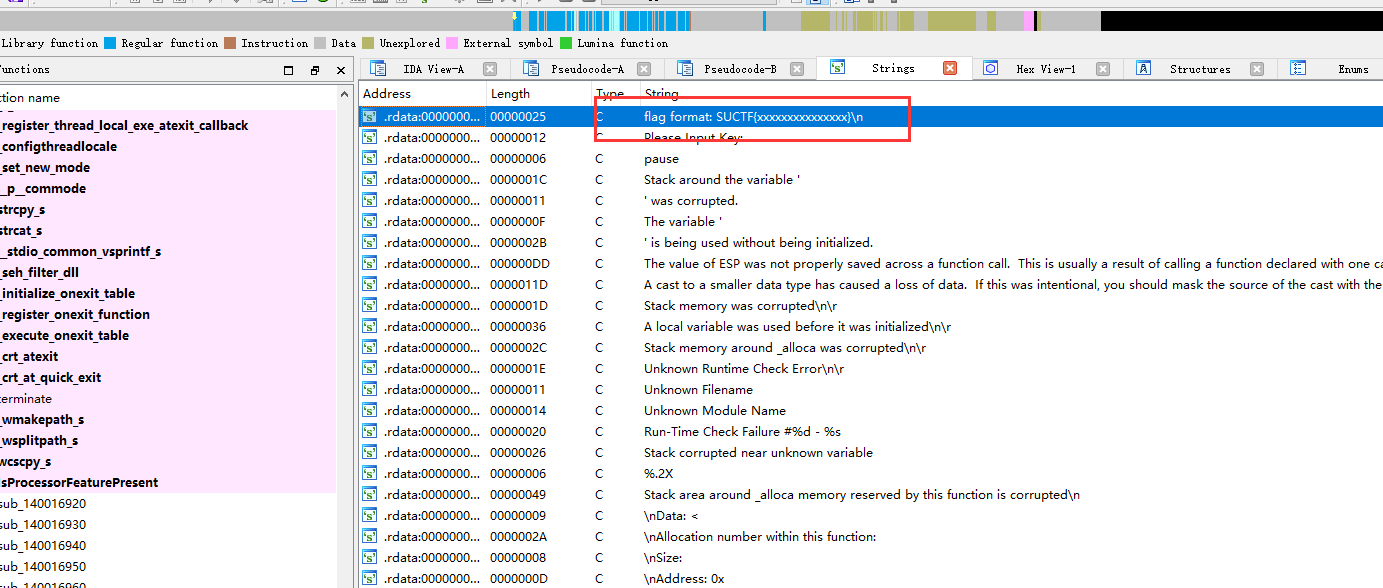 Library function Regular function Instruction Data Unexplored External symbol Lumina function
Functions
IDA View-A Pseudocode-A Pseudocode-B Strings Hex View-1 Structures Enums
ction name
_register_thread_local_exe_atexit_callback
_configthreadlocale
_set_new_mode
__p__commode
strcpy_s
strcat_s
__stdio_common_vsprintf_s
_seh_filter_dll
_initialize_onexit_table
_register_onexit_function
_execute_onexit_table
_crt_atexit
_crt_at_quick_exit
terminate
_wmakepath_s
_wsplitpath_s
wcscpy_s
IsProcessorFeaturePresent
sub_140016920
sub_140016930
sub_140016940
sub_140016950
sub_140016960
Address Length Type String
.rdata:0000000... 00000025 C flag format: SUCTF{xxxxxxxxxxxxxxx}\n
.rdata:0000000... 00000012 C Please Input Key:
.rdata:0000000... 00000006 C pause
.rdata:0000000... 0000001C C Stack around the variable '
.rdata:0000000... 00000011 C ' was corrupted.
.rdata:0000000... 0000000F C The variable '
.rdata:0000000... 0000002B C ' is being used without being initialized.
.rdata:0000000... 000000DD C The value of ESP was not properly saved across a function call.  This is usually a result of calling a function declared with one ca
.rdata:0000000... 0000011D C A cast to a smaller data type has caused a loss of data.  If this was intentional, you should mask the source of the cast with the
.rdata:0000000... 0000001D C Stack memory was corrupted\n\r
.rdata:0000000... 00000036 C A local variable was used before it was initialized\n\r
.rdata:0000000... 0000002C C Stack memory around _alloca was corrupted\n\r
.rdata:0000000... 0000001E C Unknown Runtime Check Error\n\r
.rdata:0000000... 00000011 C Unknown Filename
.rdata:0000000... 00000014 C Unknown Module Name
.rdata:0000000... 00000020 C Run-Time Check Failure #%d - %s
.rdata:0000000... 00000026 C Stack corrupted near unknown variable
.rdata:0000000... 00000006 C %.2X
.rdata:0000000... 00000049 C Stack area around _alloca memory reserved by this function is corrupted\n
.rdata:0000000... 00000009 C \nData: <
.rdata:0000000... 0000002A C \nAllocation number within this function:
.rdata:0000000... 00000008 C \nSize:
.rdata:0000000... 0000000D C \nAddress: 0x